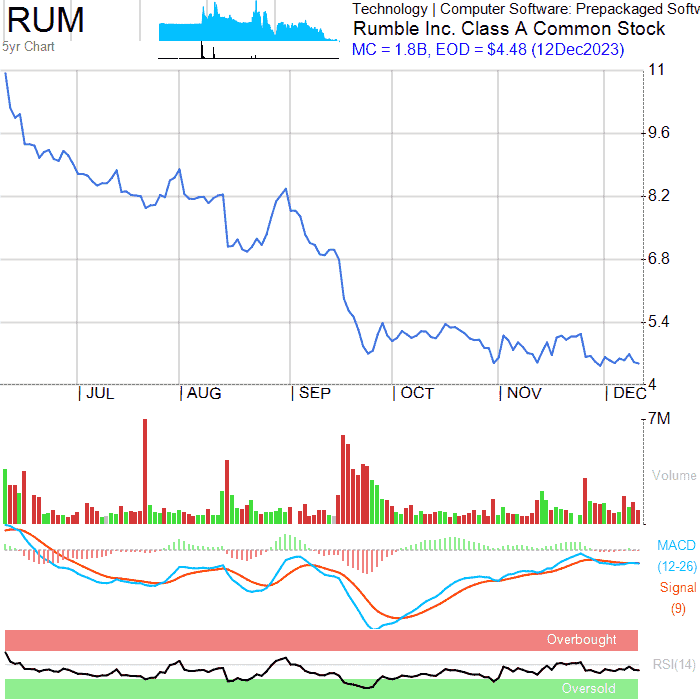 RUM
5yr Chart
Technology | Computer Software: Prepackaged Softw
Rumble Inc. Class A Common Stock
MC = 1.8B, EOD = $4.48 (12Dec2023)
11
9.6
8.2
6.8
5.4
4
| JUL | AUG | SEP | OCT | NOV | DEC
7M
Volume
MACD
(12-26)
Signal
(9)
Overbought
RSI(14)
Oversold